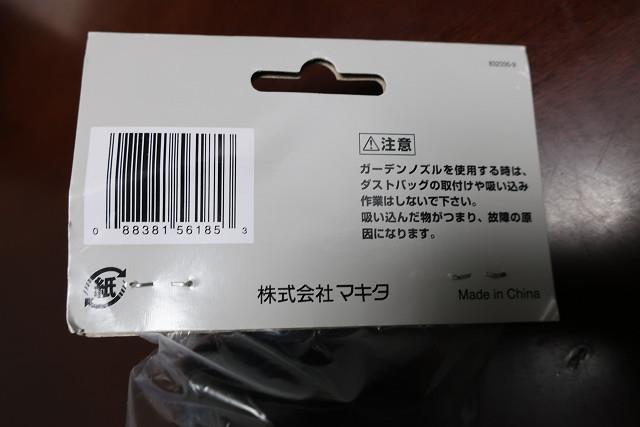 ⚠注意
ガーデンノズルを使用する時は、
ダストバッグの取付けや吸い込み
作業はしないで下さい。
吸い込んだ物がつまり、故障の原
因になります。
0 88381 56185 3
紙
株式会社マキタ
Made in China